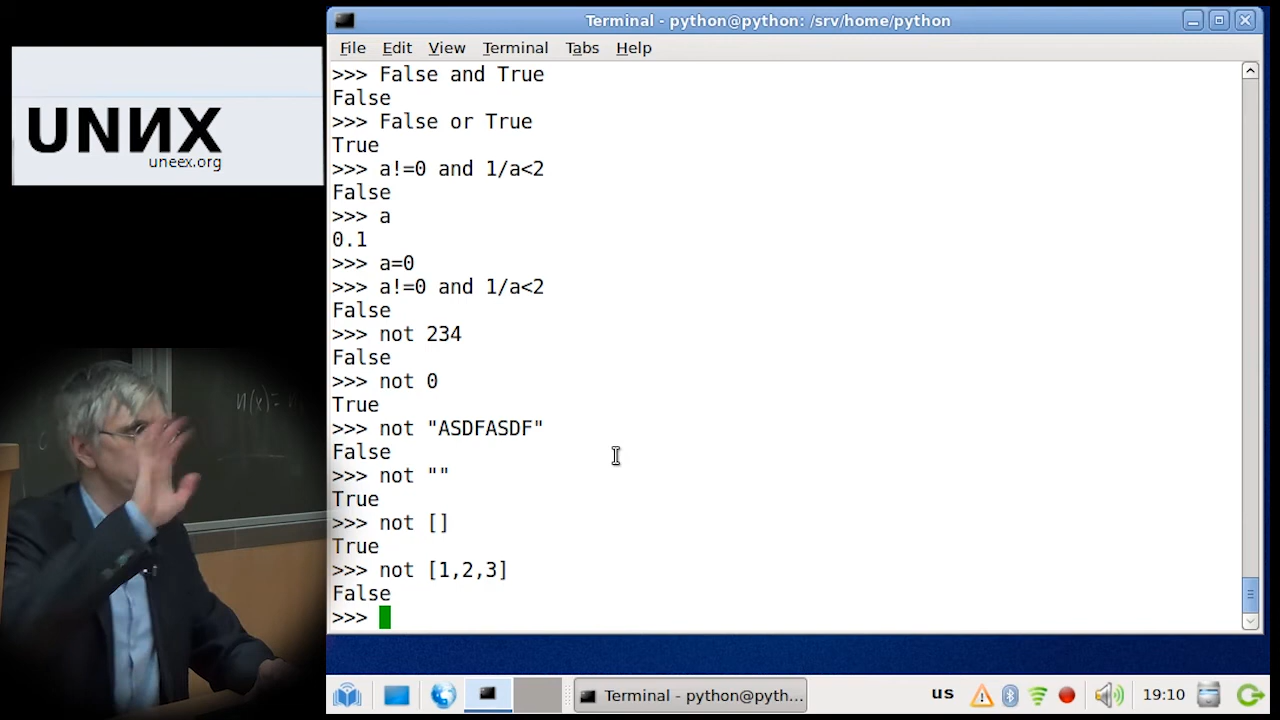 UNИX
uneex.org
Terminal - python@python: /srv/home/python
File Edit View Terminal Tabs Help
>>> False and True
False
>>> False or True
True
>>> a!=0 and 1/a<2
False
>>> a
0.1
>>> a=0
>>> a!=0 and 1/a<2
False
>>> not 234
False
>>> not 0
True
>>> not "ASDFASDF"
False
>>> not ""
True
>>> not []
True
>>> not [1,2,3]
False
>>>
Terminal - python@pyth...
us
19:10